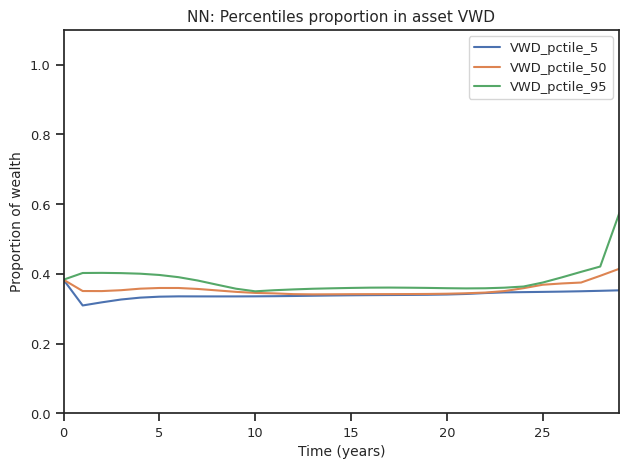 NN: Percentiles proportion in asset VWD
VWD_pctile_5
VWD_pctile_50
VWD_pctile_95
1.0
0.8
0.6
0.4
0.2
0.0
Proportion of wealth
0 5 10 15 20 25
Time (years)